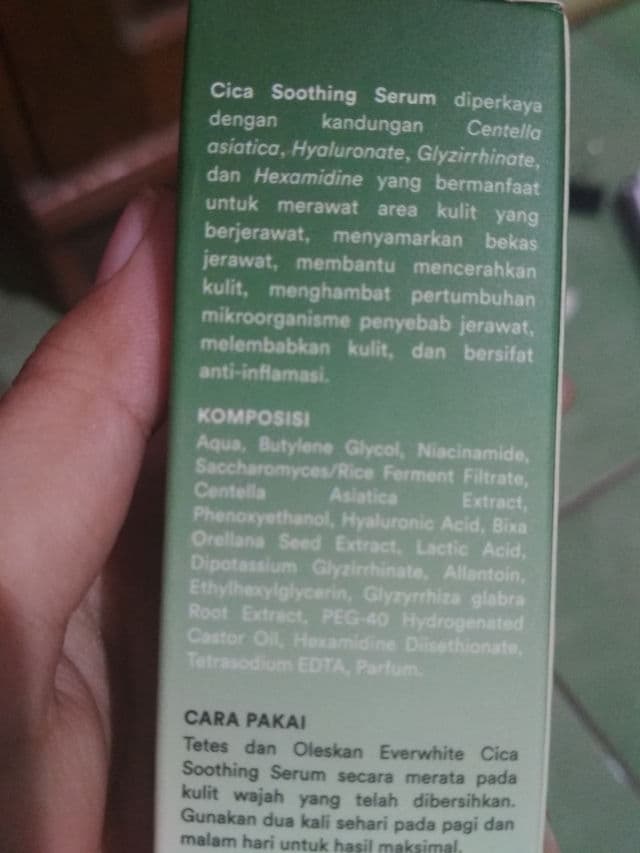 Cica Soothing Serum diperkaya
dengan kandungan Centella
asiatica, Hyaluronate, Glyzirrhinate,
dan Hexamidine yang bermanfaat
untuk merawat area kulit yang
berjerawat, menyamarkan bekas
jerawat, membantu mencerahkan
kulit, menghambat pertumbuhan
mikroorganisme penyebab jerawat,
melembabkan kulit, dan bersifat
anti-inflamasi.
KOMPOSISI
Aqua, Butylene Glycol, Niacinamide,
Saccharomyces/Rice Ferment Filtrate,
Centella Asiatica Extract,
Phenoxyethanol, Hyaluronic Acid, Bixa
Orellana Seed Extract, Lactic Acid,
Dipotassium Glyzirrhinate, Allantoin,
Ethylhexylglycerin, Glyzyrrhiza glabra
Root Extract, PEG-40 Hydrogenated
Castor Oil, Hexamidine Diisethionate,
Tetrasodium EDTA, Parfum.
CARA PAKAI
Tetes dan Oleskan Everwhite Cica
Soothing Serum secara merata pada
kulit wajah yang telah dibersihkan.
Gunakan dua kali sehari pada pagi dan
malam hari untuk hasil maksimal.